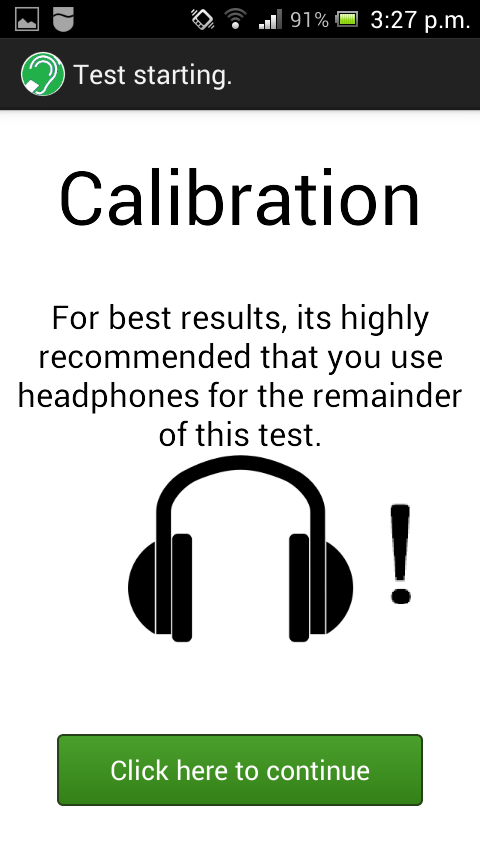 91% 3:27 p.m.
Test starting.
Calibration
For best results, its highly
recommended that you use
headphones for the remainder
of this test.
!
Click here to continue